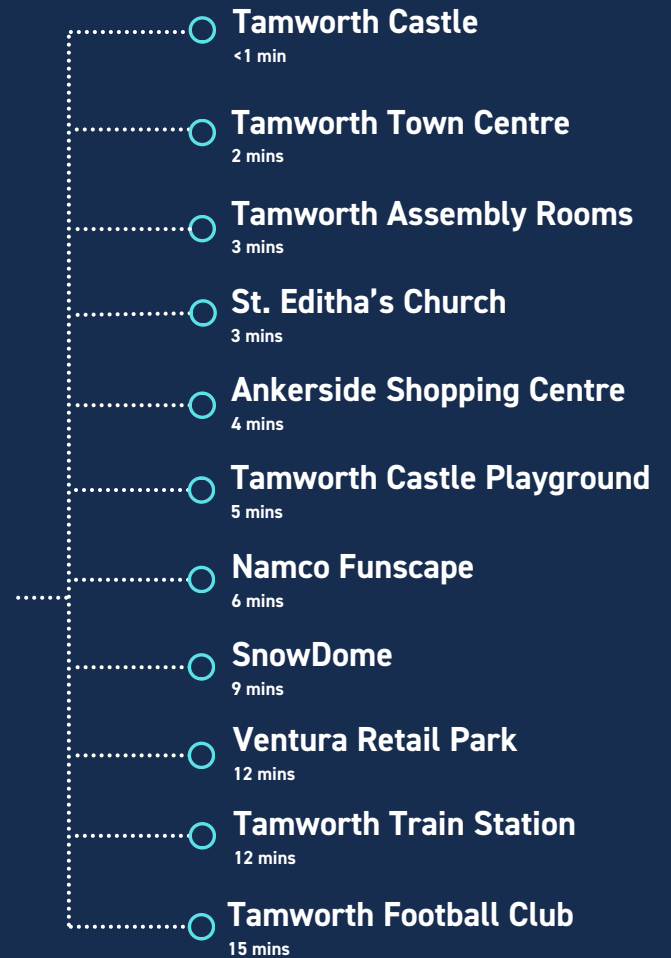 Tamworth Castle
<1 min
Tamworth Town Centre
2 mins
Tamworth Assembly Rooms
3 mins
St. Editha's Church
3 mins
Ankerside Shopping Centre
4 mins
Tamworth Castle Playground
5 mins
Namco Funscape
6 mins
SnowDome
9 mins
Ventura Retail Park
12 mins
Tamworth Train Station
12 mins
Tamworth Football Club
15 mins